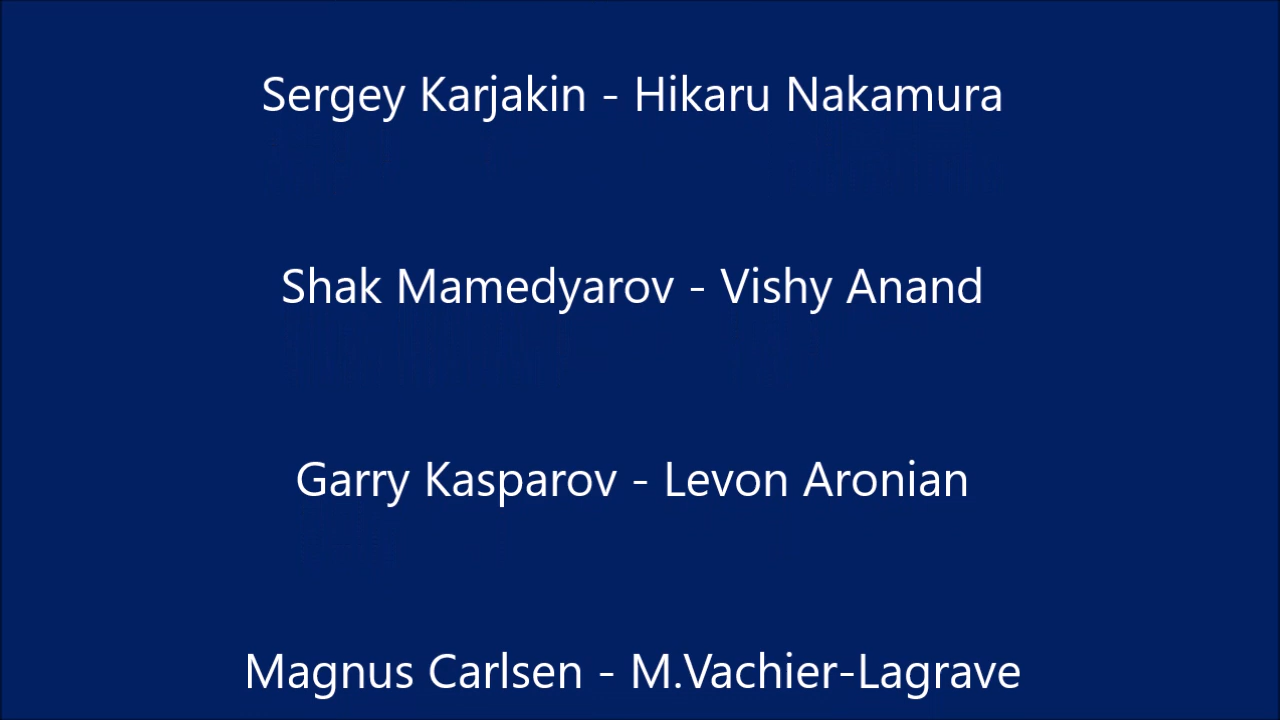 Sergey Karjakin - Hikaru Nakamura
Shak Mamedyarov - Vishy Anand
Garry Kasparov - Levon Aronian
Magnus Carlsen - M.Vachier-Lagrave